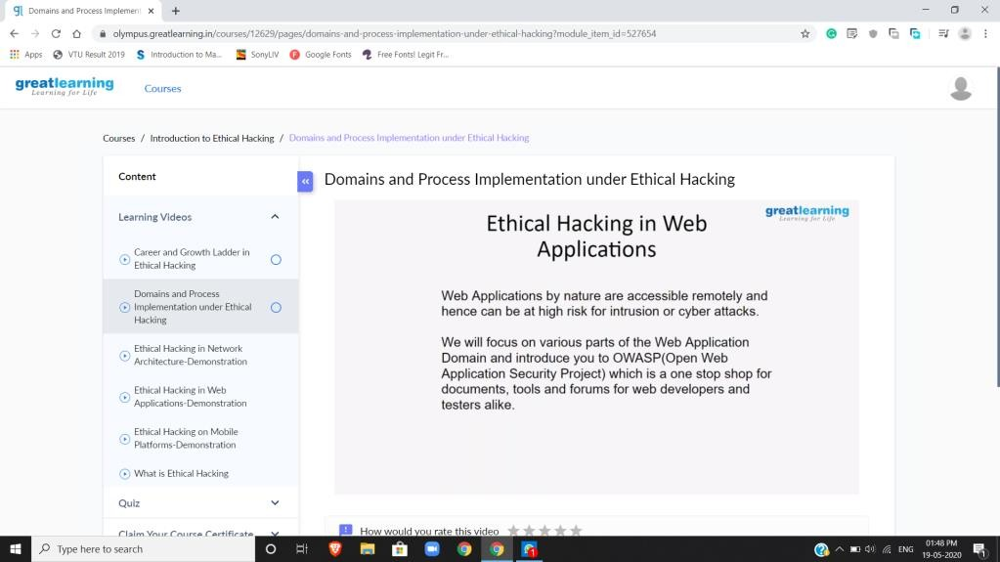 gl Domains and Process Implement
olympus.greatlearning.in/courses/12629/pages/domains-and-process-implementation-under-ethical-hacking?module_item_id=527654
Apps VTU Result 2019 S Introduction to Ma... SonyLIV Google Fonts Free Fonts! Legit Fr...
greatlearning
Learning for Life
Courses
Courses / Introduction to Ethical Hacking / Domains and Process Implementation under Ethical Hacking
Content
Learning Videos
Career and Growth Ladder in
Ethical Hacking
Domains and Process
Implementation under Ethical
Hacking
Ethical Hacking in Network
Architecture-Demonstration
Ethical Hacking in Web
Applications-Demonstration
Ethical Hacking on Mobile
Platforms-Demonstration
What is Ethical Hacking
Quiz
Claim Your Course Certificate
«
Domains and Process Implementation under Ethical Hacking
greatlearning
Learning for Life
Ethical Hacking in Web
Applications
Web Applications by nature are accessible remotely and
hence can be at high risk for intrusion or cyber attacks.
We will focus on various parts of the Web Application
Domain and introduce you to OWASP(Open Web
Application Security Project) which is a one stop shop for
documents, tools and forums for web developers and
testers alike.
How would you rate this video
Type here to search
1
ENG
01:48 PM
19-05-2020
1